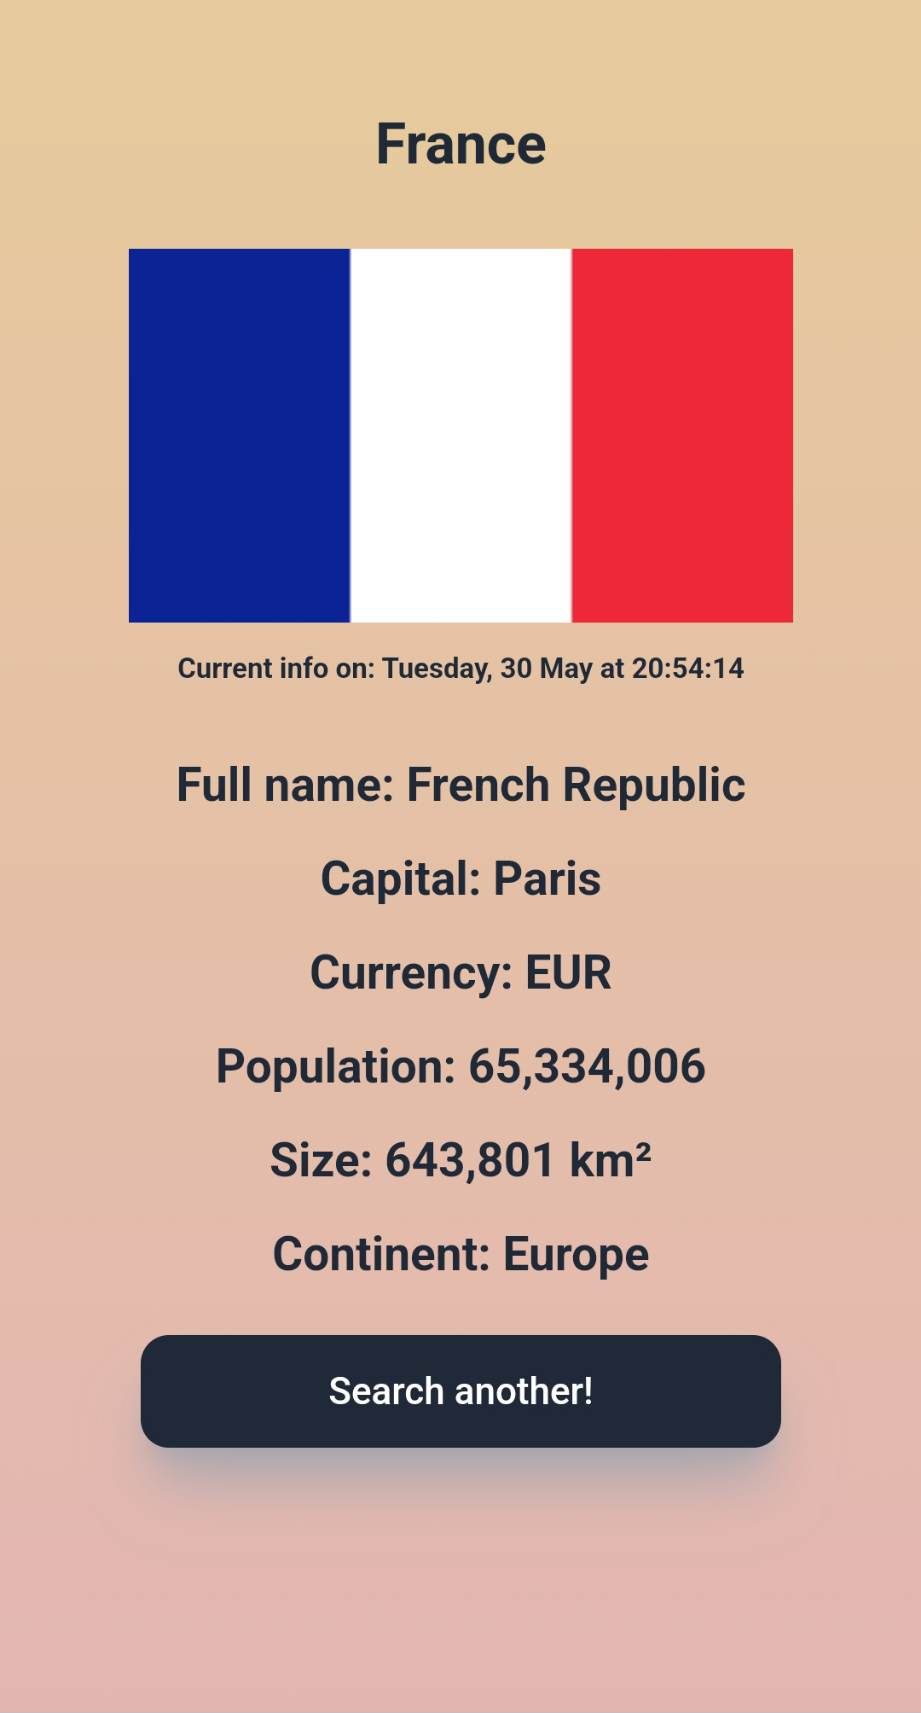 France
Current info on: Tuesday, 30 May at 20:54:14
Full name: French Republic
Capital: Paris
Currency: EUR
Population: 65,334,006
Size: 643,801 km²
Continent: Europe
Search another!